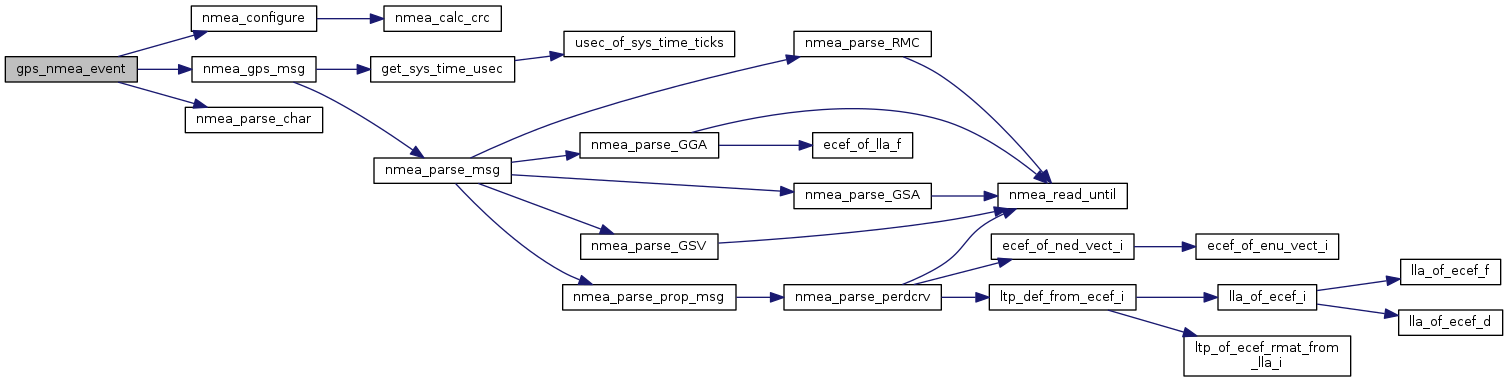 gps_nmea_event
nmea_configure
nmea_calc_crc
nmea_gps_msg
get_sys_time_usec
usec_of_sys_time_ticks
nmea_parse_char
nmea_parse_msg
nmea_parse_RMC
nmea_parse_GGA
ecef_of_lla_f
nmea_parse_GSA
nmea_read_until
nmea_parse_GSV
nmea_parse_prop_msg
nmea_parse_perdcrv
ecef_of_ned_vect_i
ecef_of_enu_vect_i
ltp_def_from_ecef_i
lla_of_ecef_i
lla_of_ecef_f
lla_of_ecef_d
ltp_of_ecef_rmat_from
_lla_i